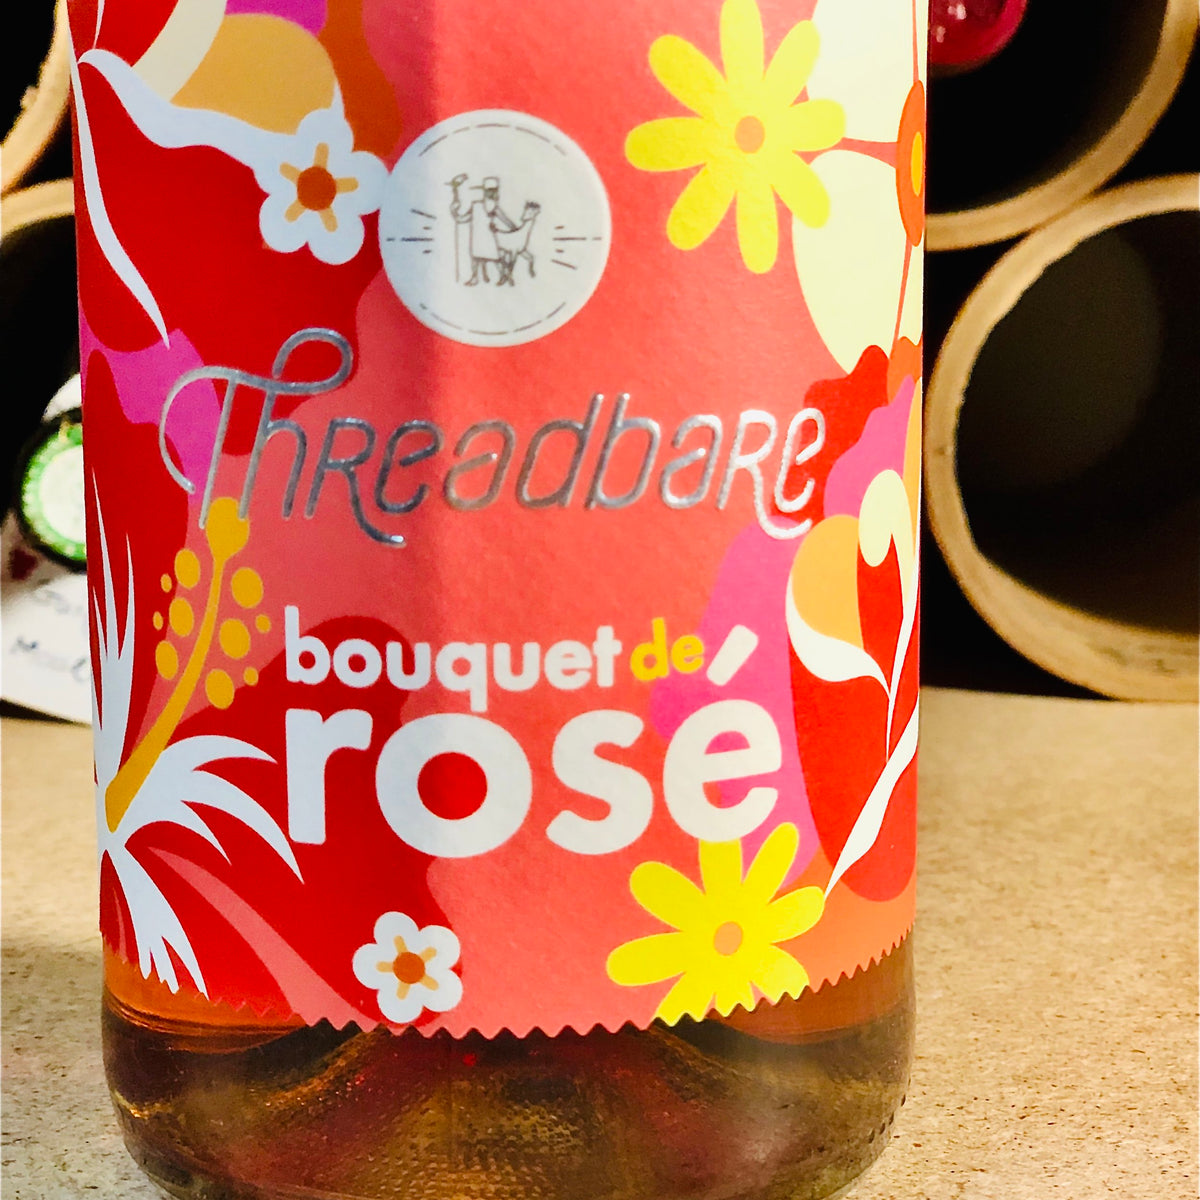 Threadbare
bouquet de
rosé